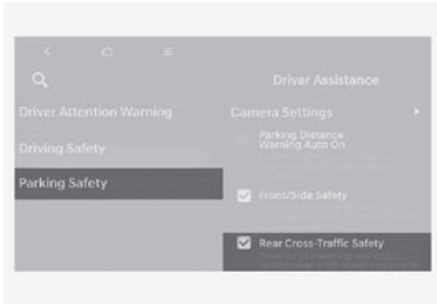 Driver Assistance
Driver Attention Warning
Driving Safety
Parking Safety
Camera Settings
Parking Distance
Warning Auto On
Front/Side Safety
Rear Cross-Traffic Safety